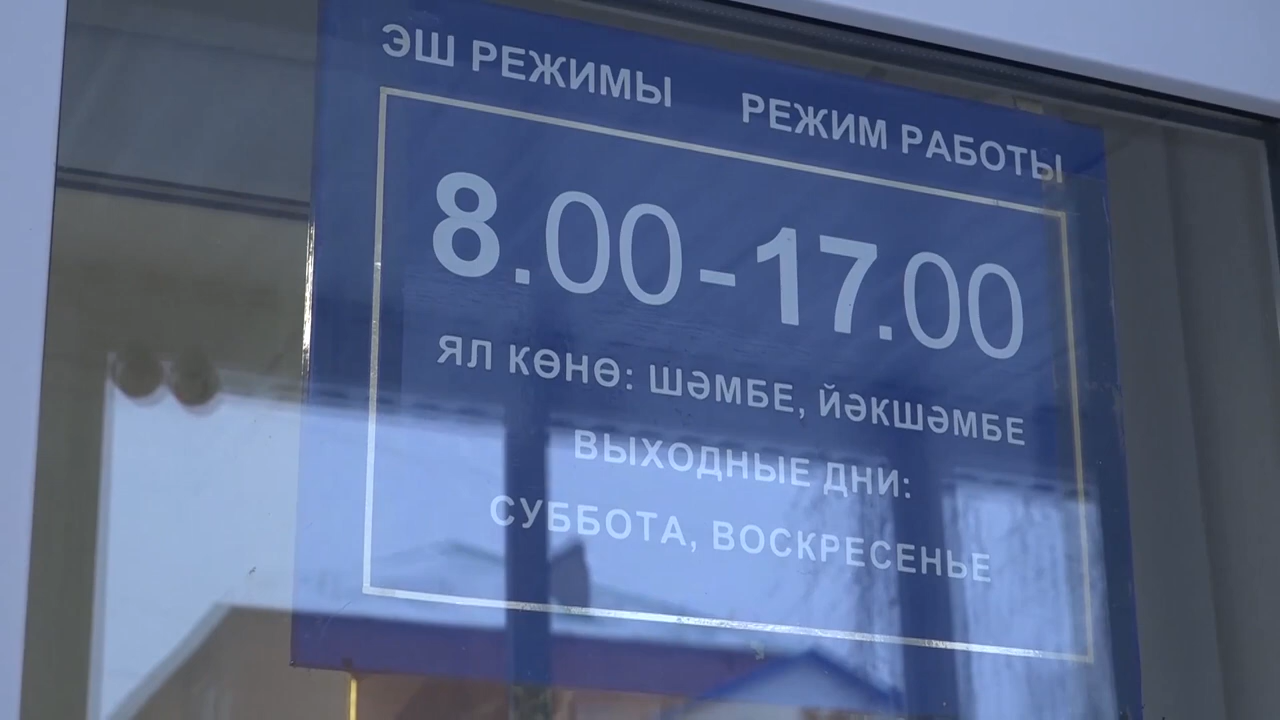 ЭШ РЕЖИМЫ РЕЖИМ РАБОТЫ
8.00-17.00
ЯЛ КӨНӨ: ШӘМБЕ, ЙӘКШӘМБЕ
ВЫХОДНЫЕ ДНИ:
СУББОТА, ВОСКРЕСЕНЬЕ